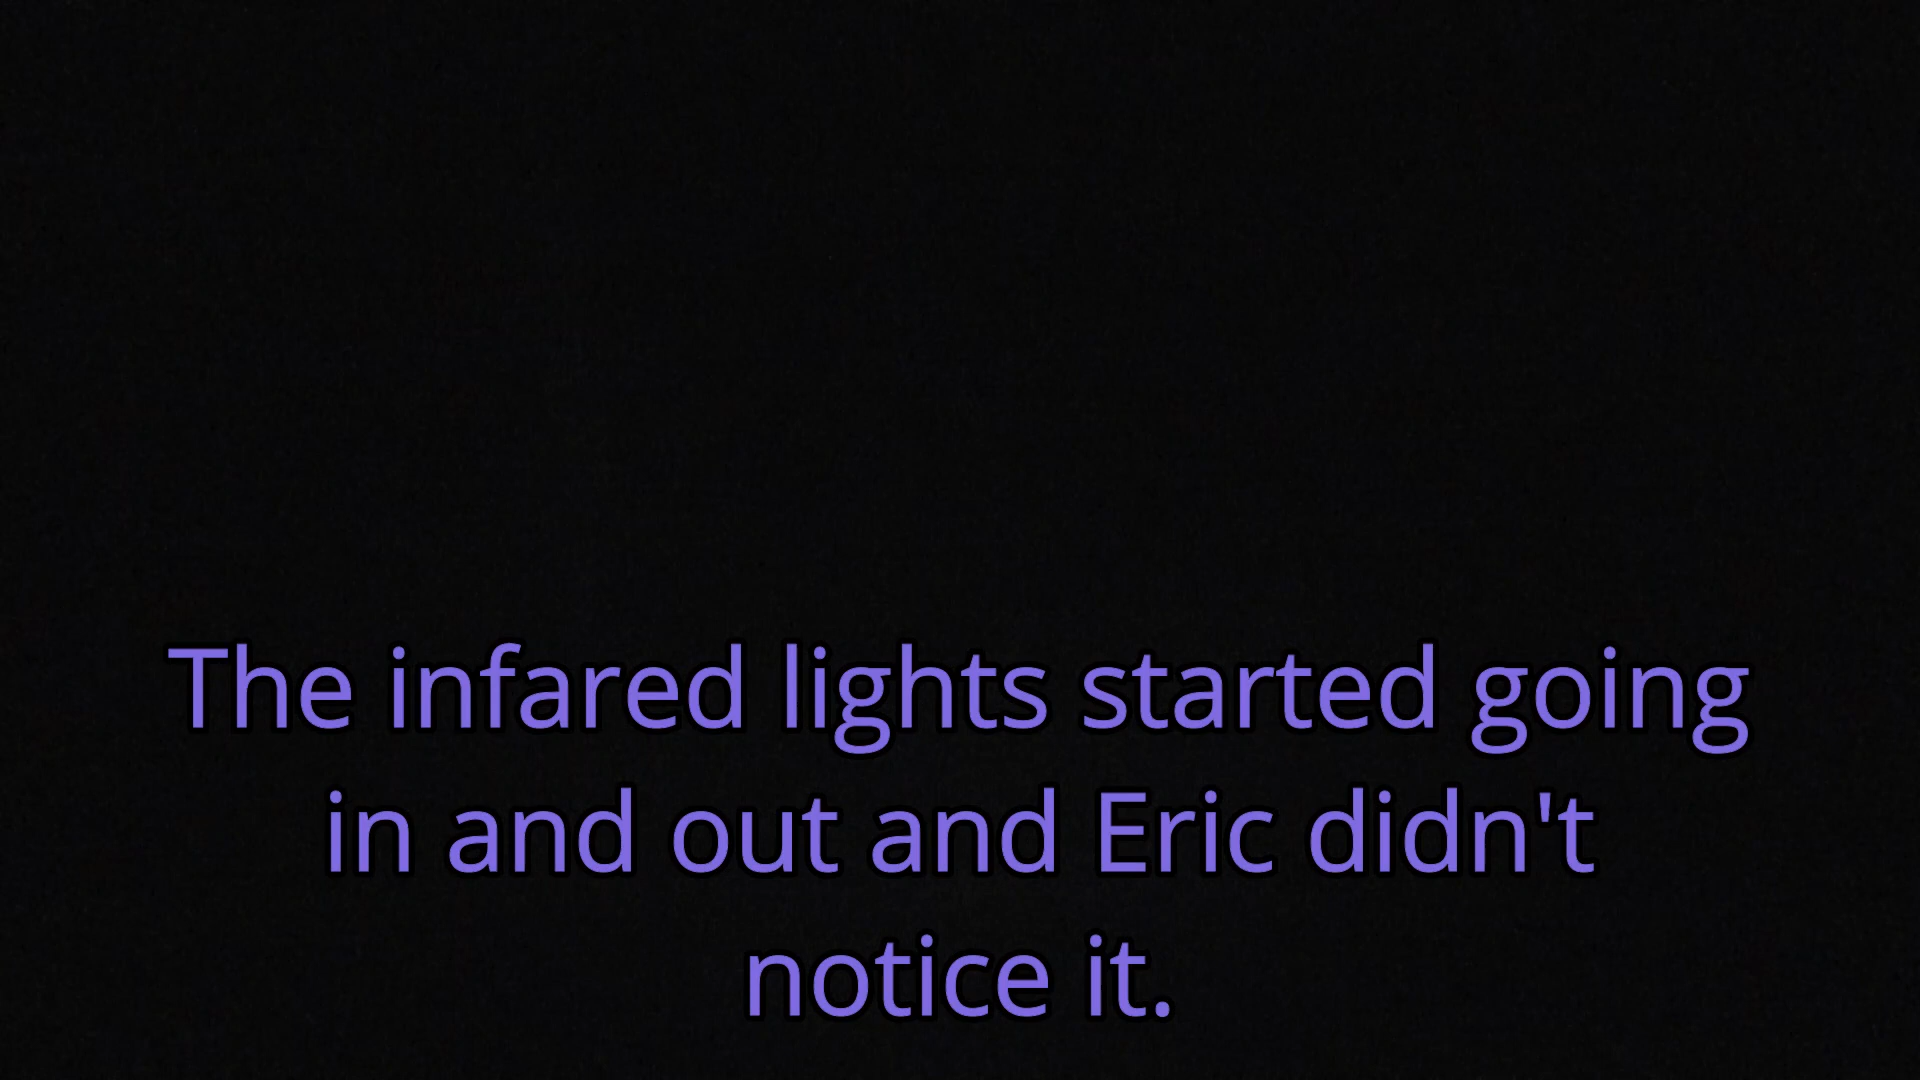 The infared lights started going
in and out and Eric didn't
notice it.